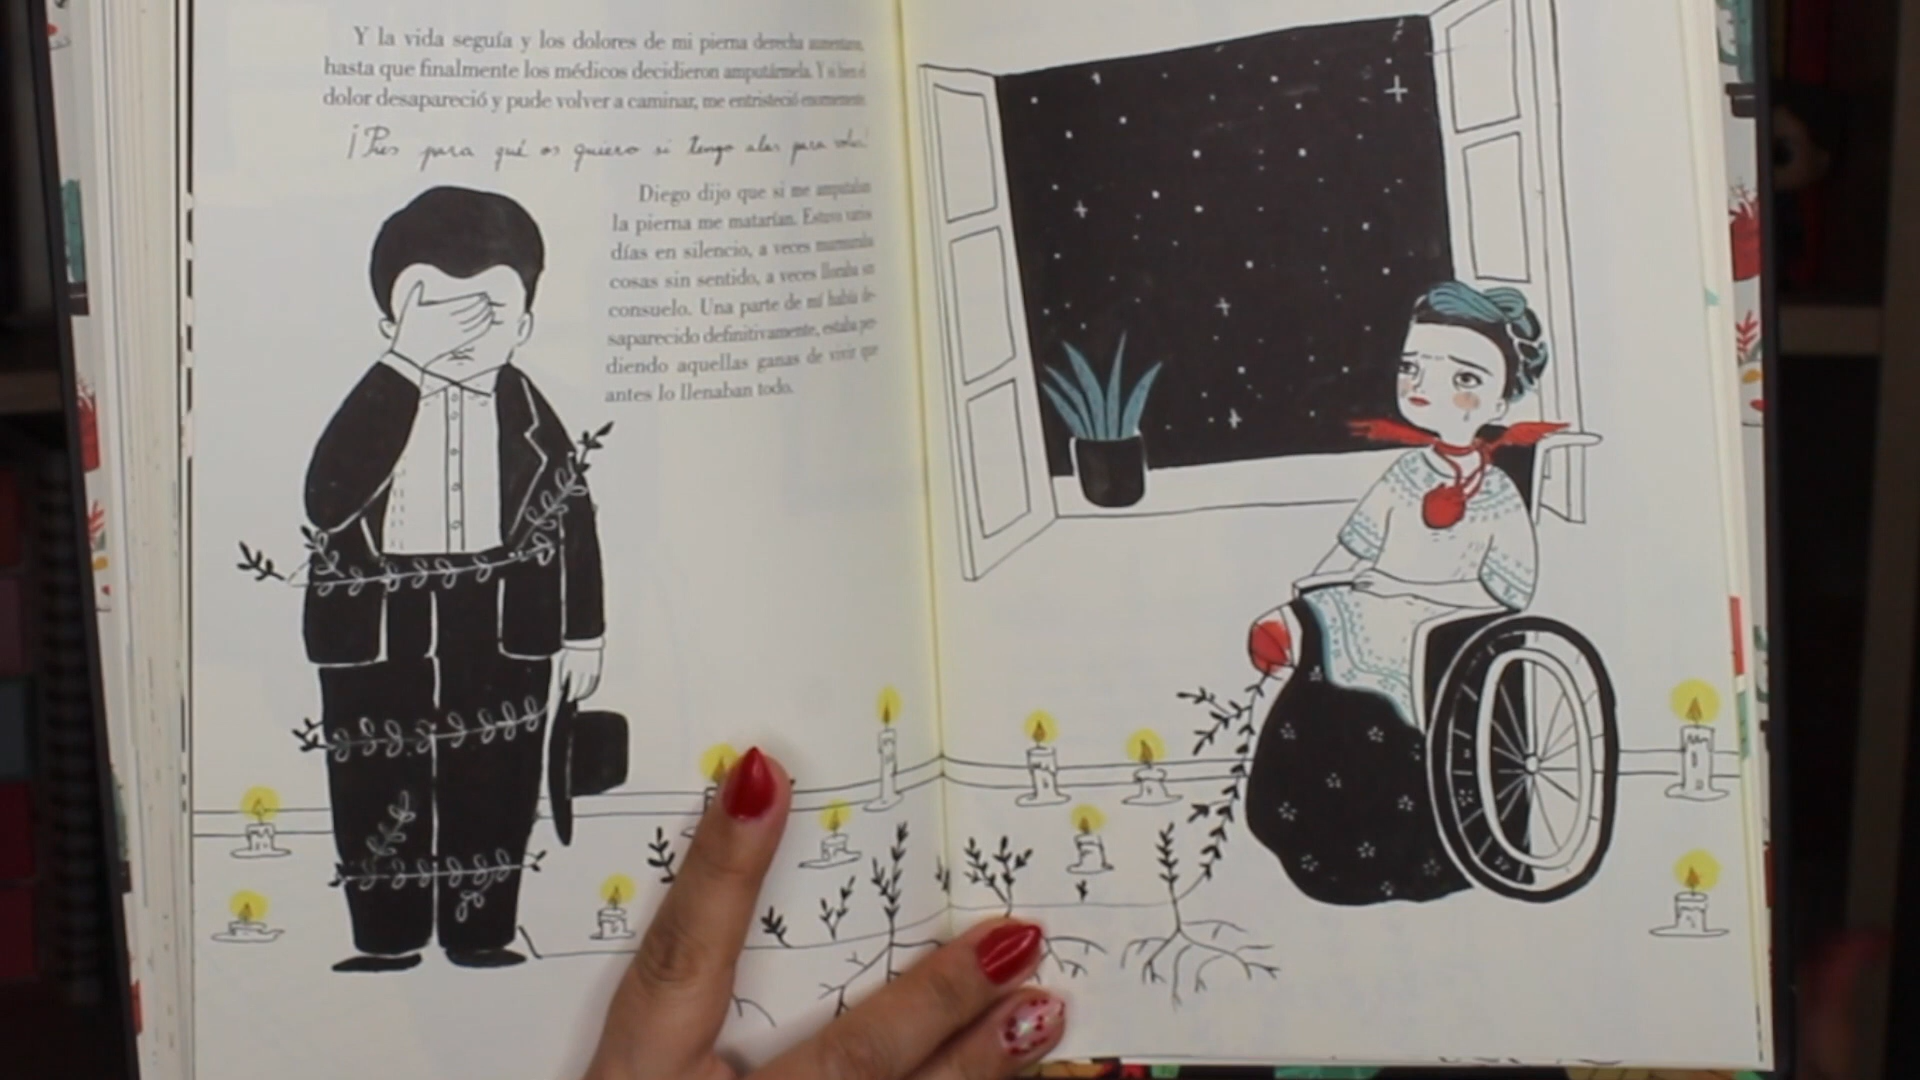 Y la vida seguía y los dolores de mi pierna derecha aumentaron,
hasta que finalmente los médicos decidieron amputármela. Y si bien el
dolor desapareció y pude volver a caminar, me entristeció enormemente.
¡Pies para qué os quiero si tengo alas para volar!
Diego dijo que si me amputaban
la pierna me matarían. Estuve varios
días en silencio, a veces murmuraba
cosas sin sentido, a veces lloraba sin
consuelo. Una parte de mí había de-
saparecido definitivamente, estaba per-
diendo aquellas ganas de vivir que
antes lo llenaban todo.